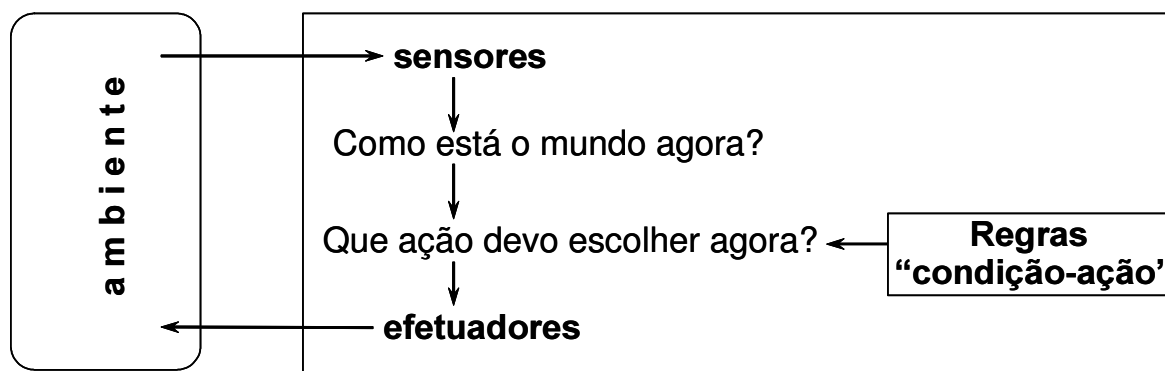 ambiente
sensores
Como está o mundo agora?
Que ação devo escolher agora?
Regras
“condição-ação”
efetuadores